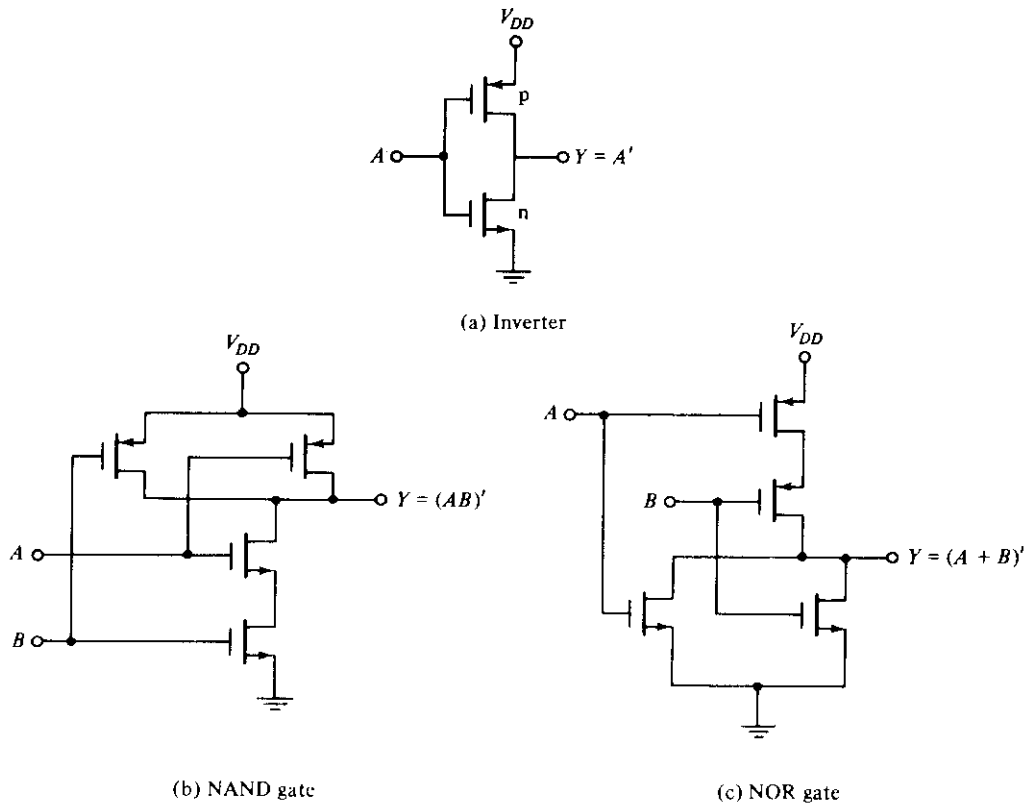 V_DD
p
A
Y = A'
n
(a) Inverter
V_DD
Y = (AB)'
A
B
(b) NAND gate
V_DD
A
B
Y = (A + B)'
(c) NOR gate